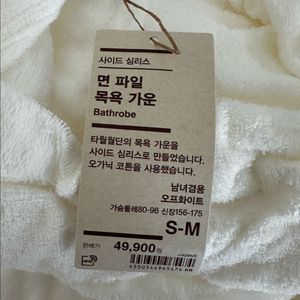 사이드 심리스
면 파일
목욕 가운
Bathrobe
타월월단의 목욕 가운을
사이드 심리스로 만들었습니다.
오가닉 코튼을 사용했습니다.
남녀겸용
오프화이트
가슴둘레80-96 신장156-175
S-M
판매가 49,900원